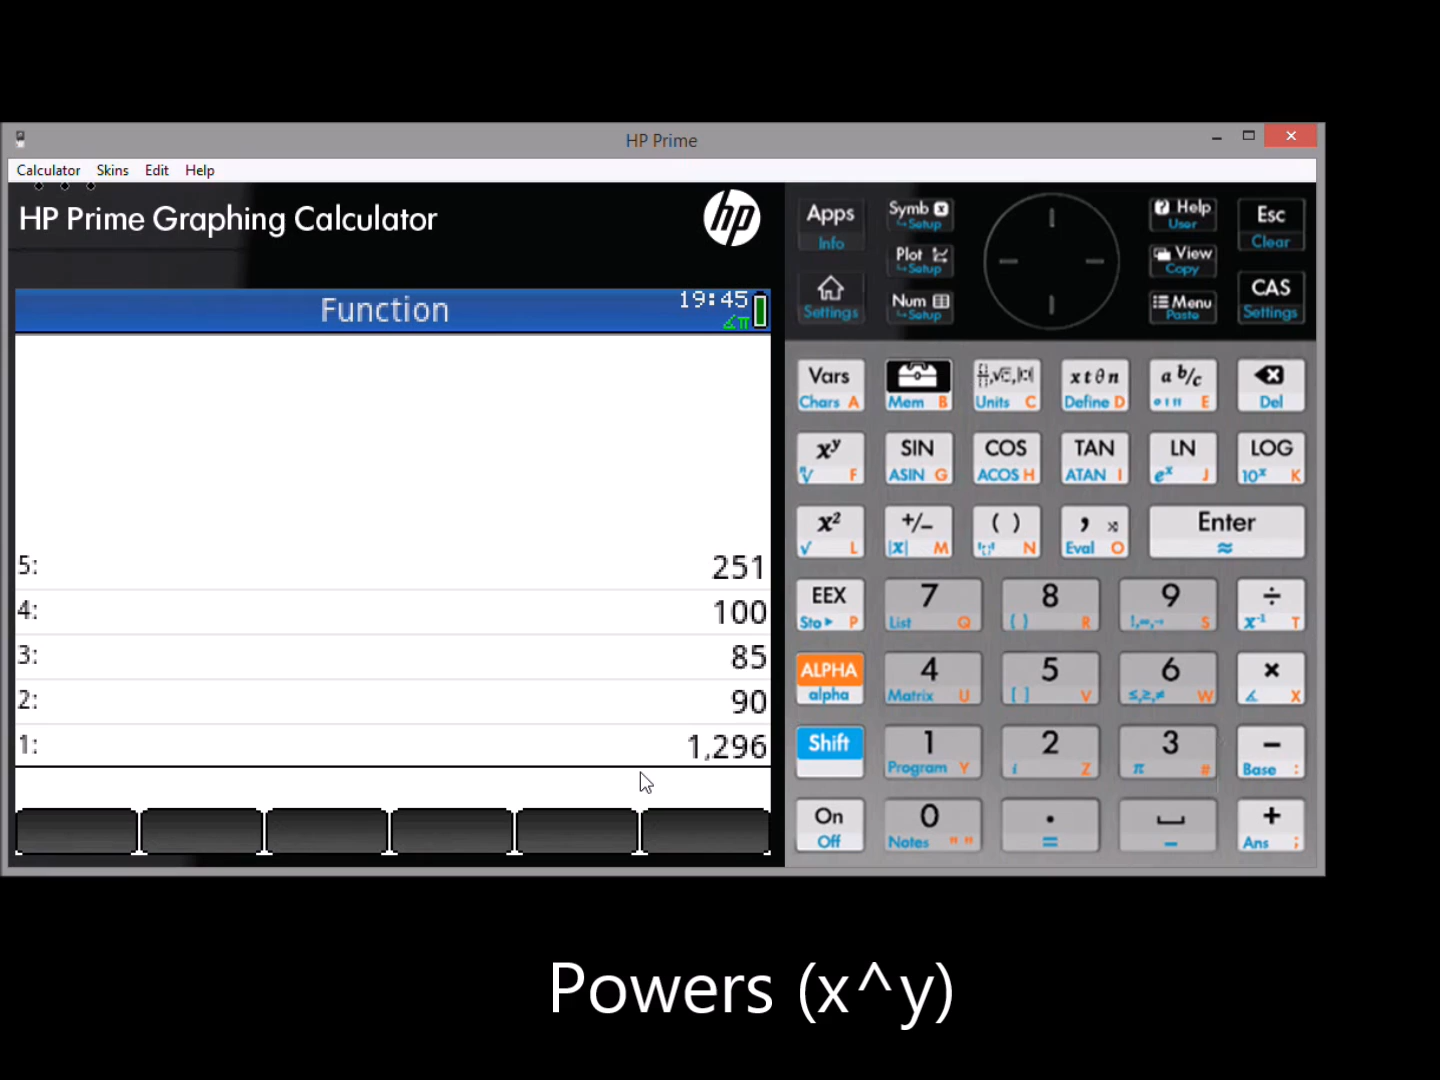 HP Prime
Calculator Skins Edit Help
HP Prime Graphing Calculator
hp
Function
19:45
∡π
5: 251
4: 100
3: 85
2: 90
1: 1,296
Apps
Info
Symb
Setup
Help
User
Esc
Clear
Plot
Setup
View
Copy
Settings
Num
Setup
Menu
Paste
CAS
Settings
Vars
Chars A
Mem B
Units C
x t θ n
Define D
a b/c
E
Del
xʸ
F
SIN
ASIN G
COS
ACOS H
TAN
ATAN I
LN
eˣ J
LOG
10ˣ K
x²
√ L
+/−
|x| M
( )
N
,
Eval O
Enter
≈
EEX
Sto ▸ P
7
List Q
8
{ } R
9
!,∞,→ S
÷
x⁻¹ T
ALPHA
alpha
4
Matrix U
5
[ ] V
6
≤,≥,≠ W
×
∡ X
Shift
1
Program Y
2
i Z
3
π #
−
Base :
On
Off
0
Notes " "
.
=
_
+
Ans ;
Powers (x^y)